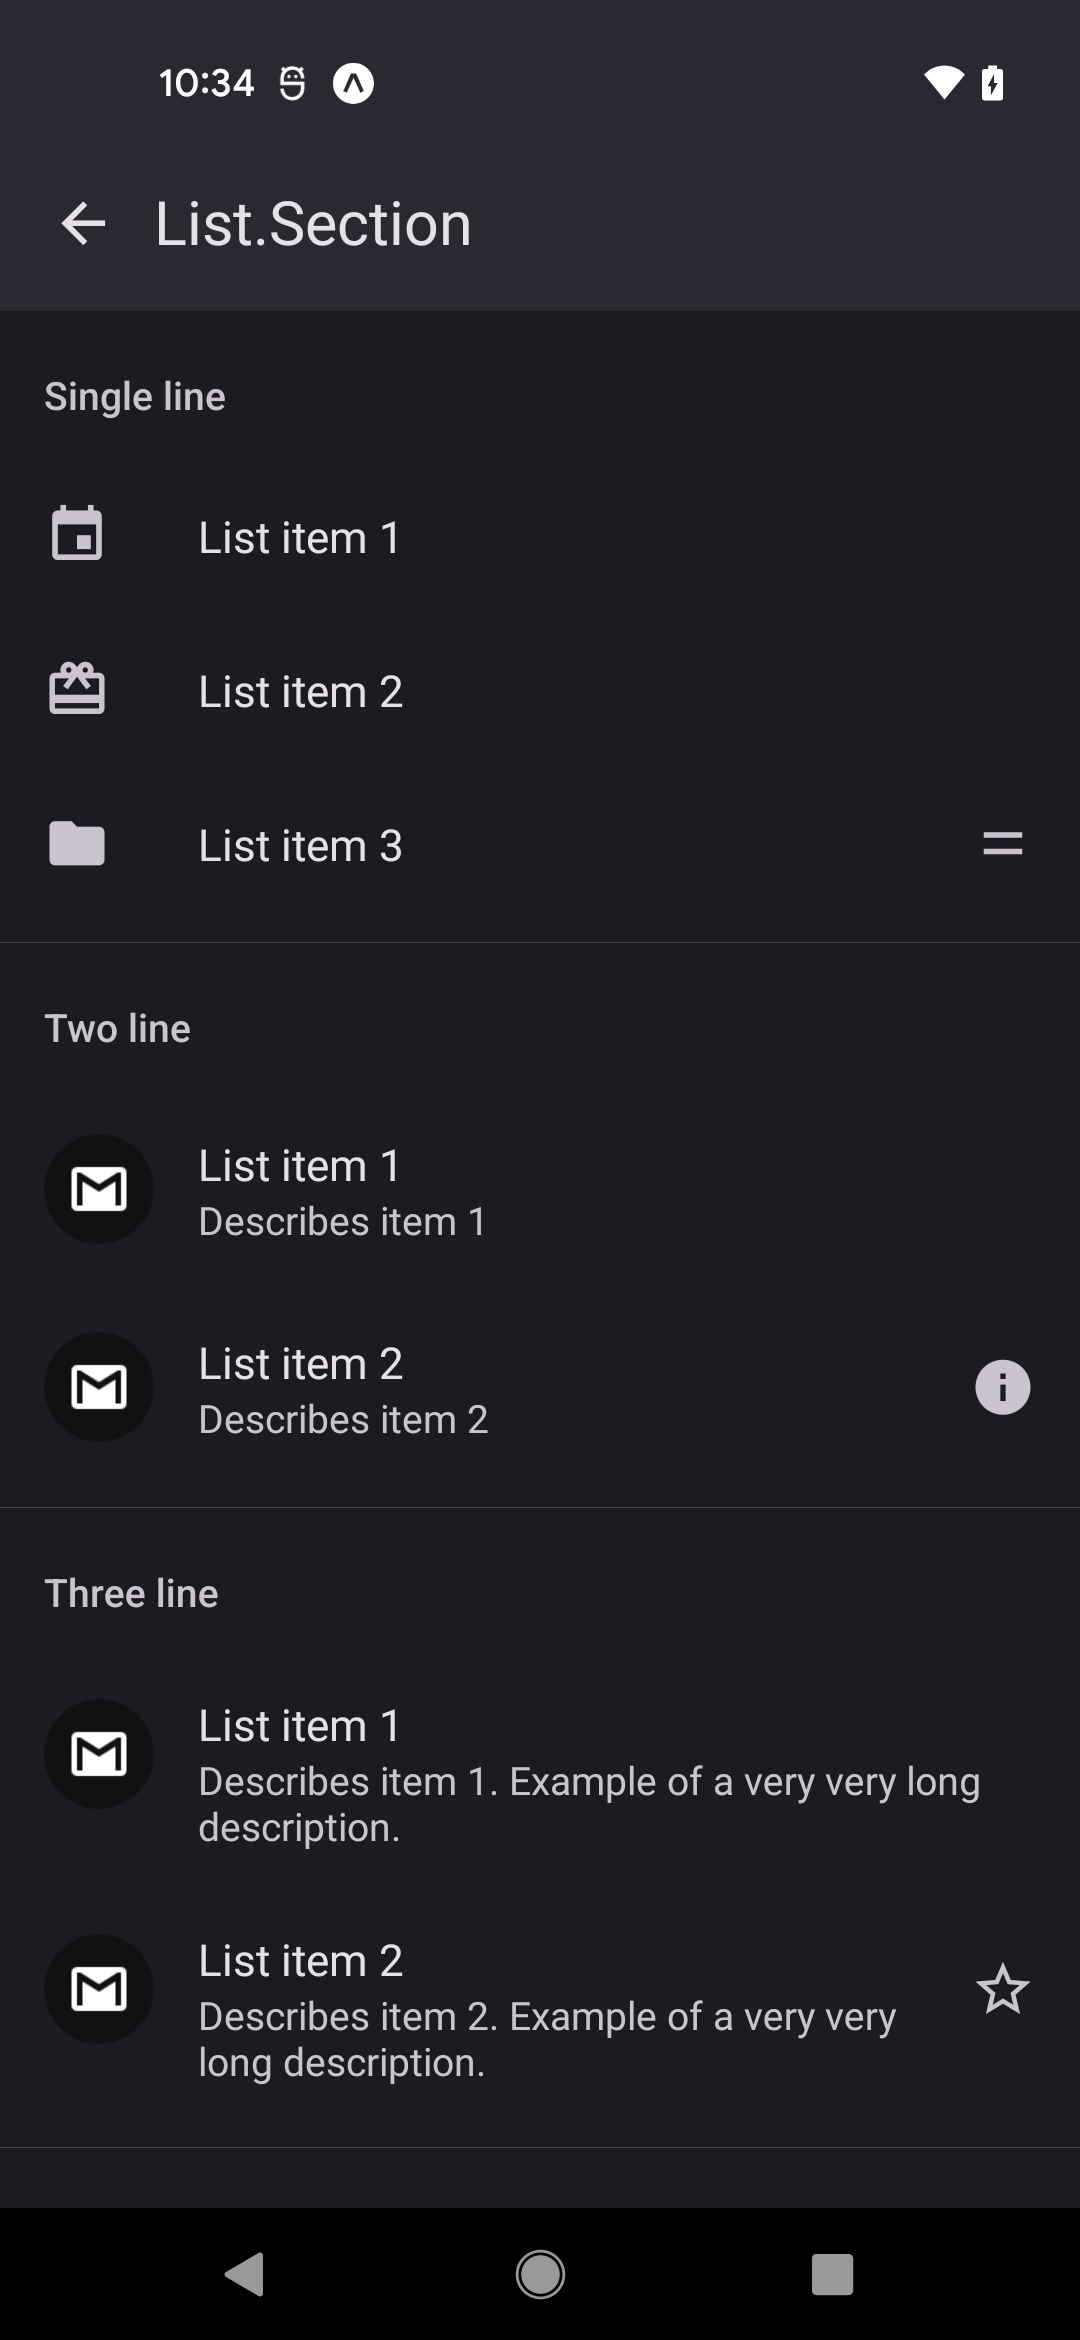 10:34
List.Section
Single line
List item 1
List item 2
List item 3
Two line
List item 1
Describes item 1
List item 2
Describes item 2
Three line
List item 1
Describes item 1. Example of a very very long
description.
List item 2
Describes item 2. Example of a very very
long description.